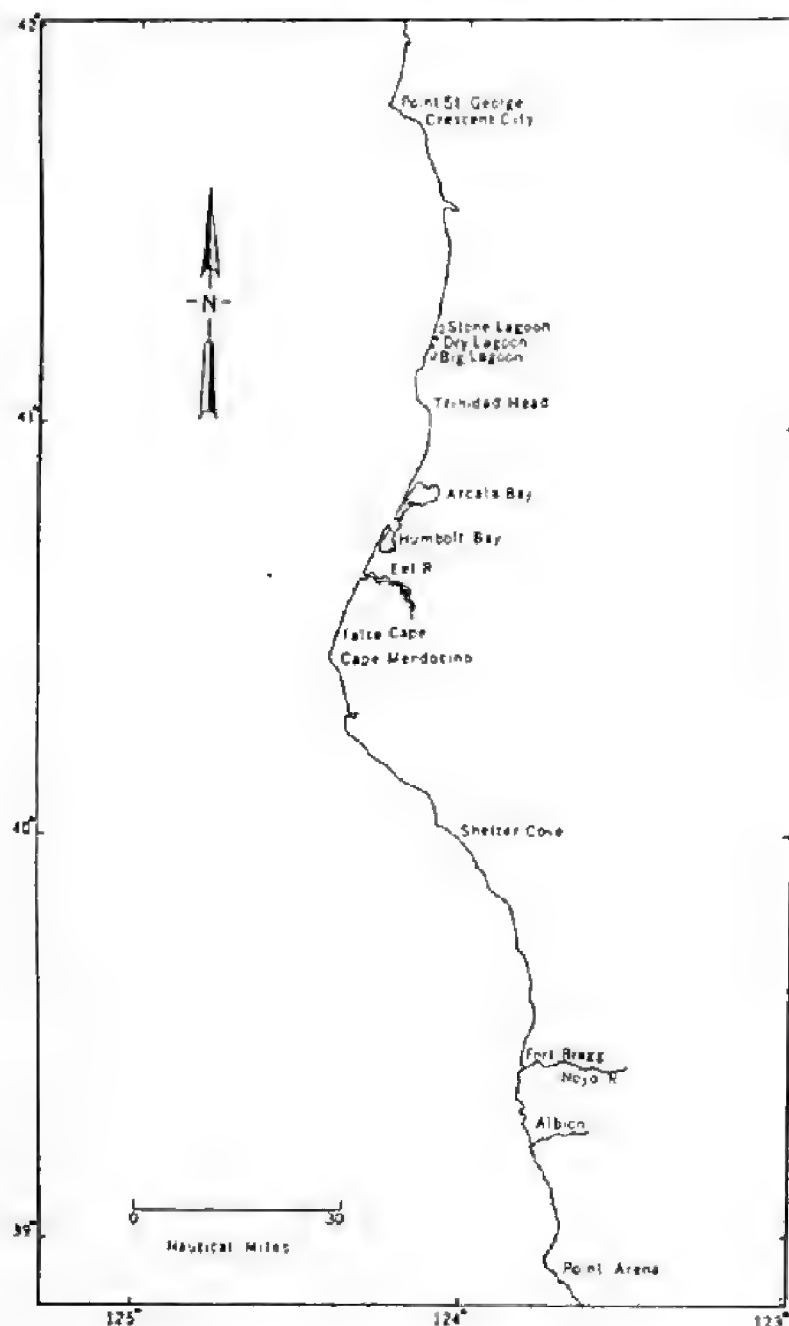 42°
Point St. George
Crescent City
-N-
Stone Lagoon
Dry Lagoon
Big Lagoon
41°
Trinidad Head
Arcata Bay
Humbolt Bay
Eel R
False Cape
Cape Mendocino
40°
Shelter Cove
Fort Bragg
Noyo R
Albion
0 30
39°
Nautical Miles
Point Arena
125° 124° 123°